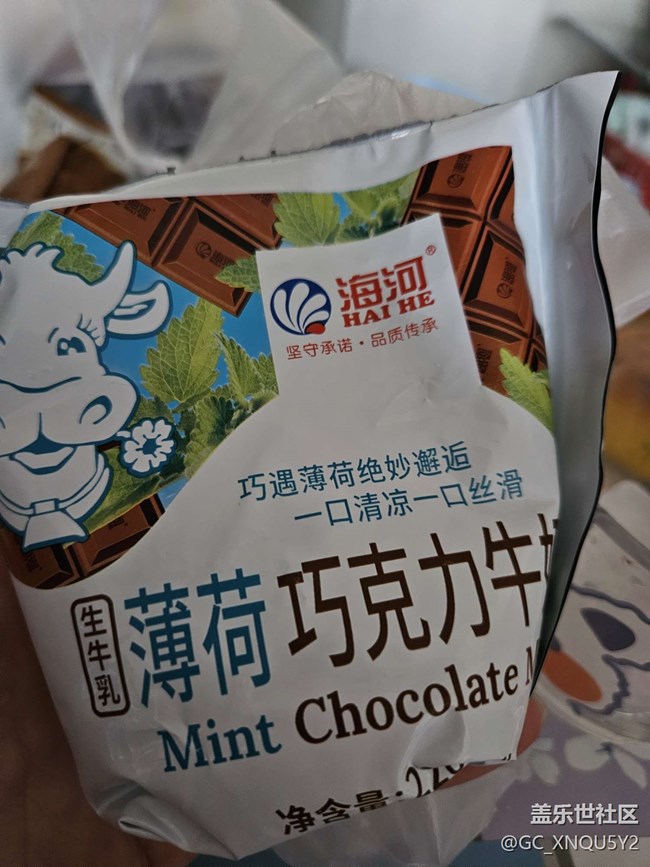 海河®
HAI HE
坚守承诺·品质传承
巧遇薄荷绝妙邂逅
一口清凉一口丝滑
生牛乳
薄荷巧克力牛
Mint Chocolate
净含量:
盖乐世社区
@GC_XNQU5Y2